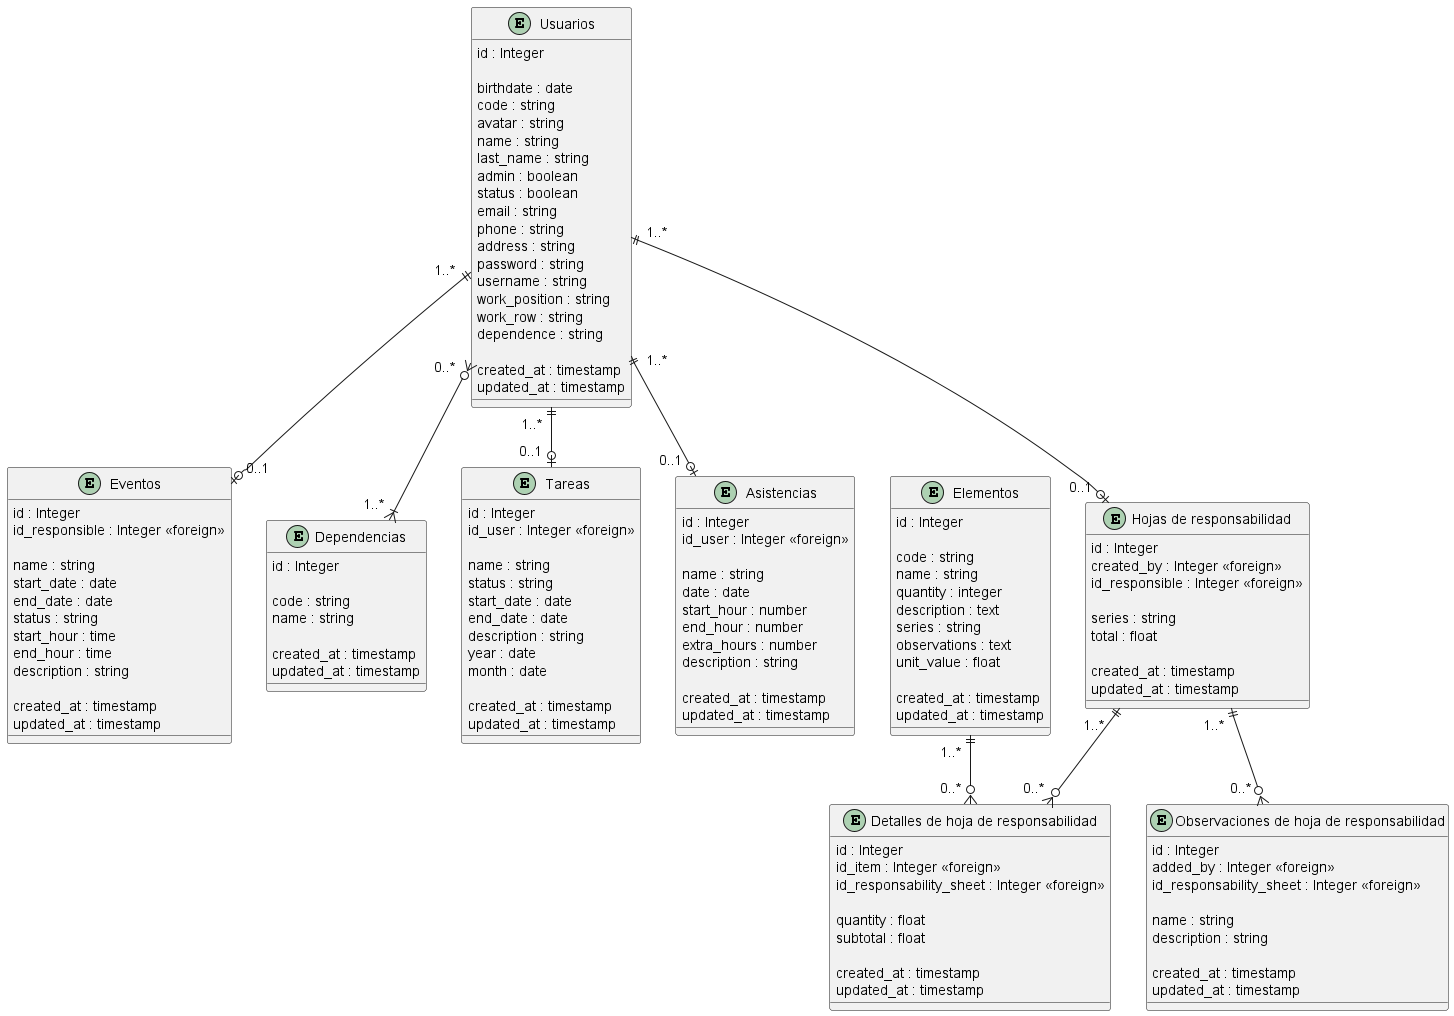 E Usuarios
id : Integer
birthdate : date
code : string
avatar : string
name : string
last_name : string
admin : boolean
status : boolean
email : string
phone : string
address : string
password : string
username : string
work_position : string
work_row : string
dependence : string
created_at : timestamp
updated_at : timestamp
1..*
1..*
0..*
1..*
1..*
0..1
1..*
0..1
0..1
0..1
E Eventos
id : Integer
id_responsible : Integer «foreign»
name : string
start_date : date
end_date : date
status : string
start_hour : time
end_hour : time
description : string
created_at : timestamp
updated_at : timestamp
E Dependencias
id : Integer
code : string
name : string
created_at : timestamp
updated_at : timestamp
E Tareas
id : Integer
id_user : Integer «foreign»
name : string
status : string
start_date : date
end_date : date
description : string
year : date
month : date
created_at : timestamp
updated_at : timestamp
E Asistencias
id : Integer
id_user : Integer «foreign»
name : string
date : date
start_hour : number
end_hour : number
extra_hours : number
description : string
created_at : timestamp
updated_at : timestamp
E Elementos
id : Integer
code : string
name : string
quantity : integer
description : text
series : string
observations : text
unit_value : float
created_at : timestamp
updated_at : timestamp
E Hojas de responsabilidad
id : Integer
created_by : Integer «foreign»
id_responsible : Integer «foreign»
series : string
total : float
created_at : timestamp
updated_at : timestamp
1..*
1..*
1..*
0..*
0..*
0..*
E Detalles de hoja de responsabilidad
id : Integer
id_item : Integer «foreign»
id_responsability_sheet : Integer «foreign»
quantity : float
subtotal : float
created_at : timestamp
updated_at : timestamp
E Observaciones de hoja de responsabilidad
id : Integer
added_by : Integer «foreign»
id_responsability_sheet : Integer «foreign»
name : string
description : string
created_at : timestamp
updated_at : timestamp